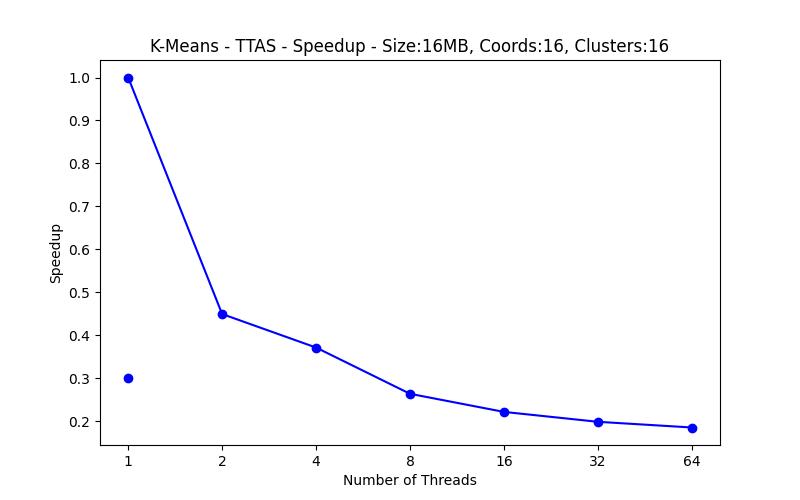 K-Means - TTAS - Speedup - Size:16MB, Coords:16, Clusters:16
1.0
0.9
0.8
0.7
0.6
0.5
0.4
0.3
0.2
Speedup
1 2 4 8 16 32 64
Number of Threads